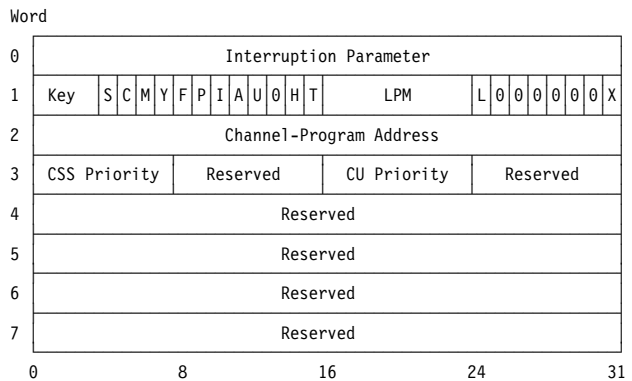 Word
0 Interruption Parameter
1 Key S C M Y F P I A U 0 H T LPM L 0 0 0 0 0 0 X
2 Channel-Program Address
3 CSS Priority Reserved CU Priority Reserved
4 Reserved
5 Reserved
6 Reserved
7 Reserved
0 8 16 24 31